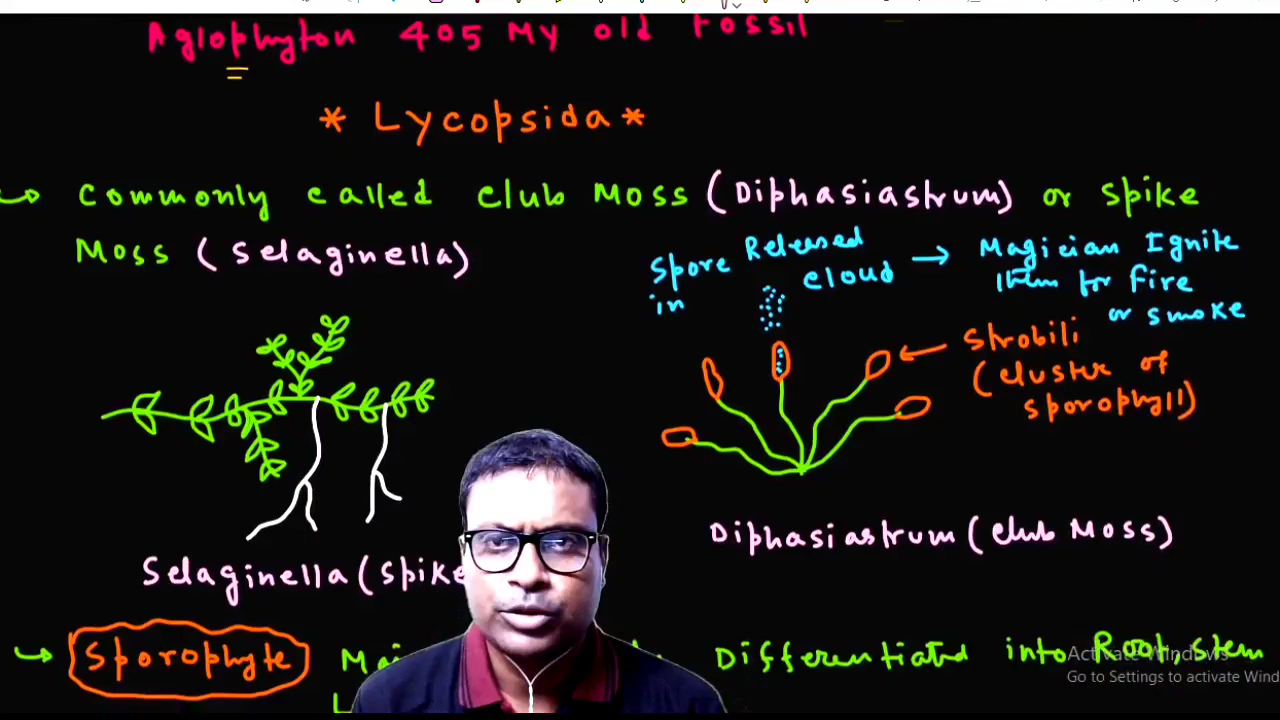 Aglophyton 405 My old Fossil
* Lycopsida *
Commonly called Club Moss (Diphasiastrum) or Spike
Moss (Selaginella)
Spore Released
in cloud → Magician Ignite
them for Fire
or smoke
Strobili
(cluster of
sporophyll)
Diphasiastrum (Club Moss)
Selaginella (Spike
Sporophyte
Differentiated into Root stem
L
Activate Windows
Go to Settings to activate Wind